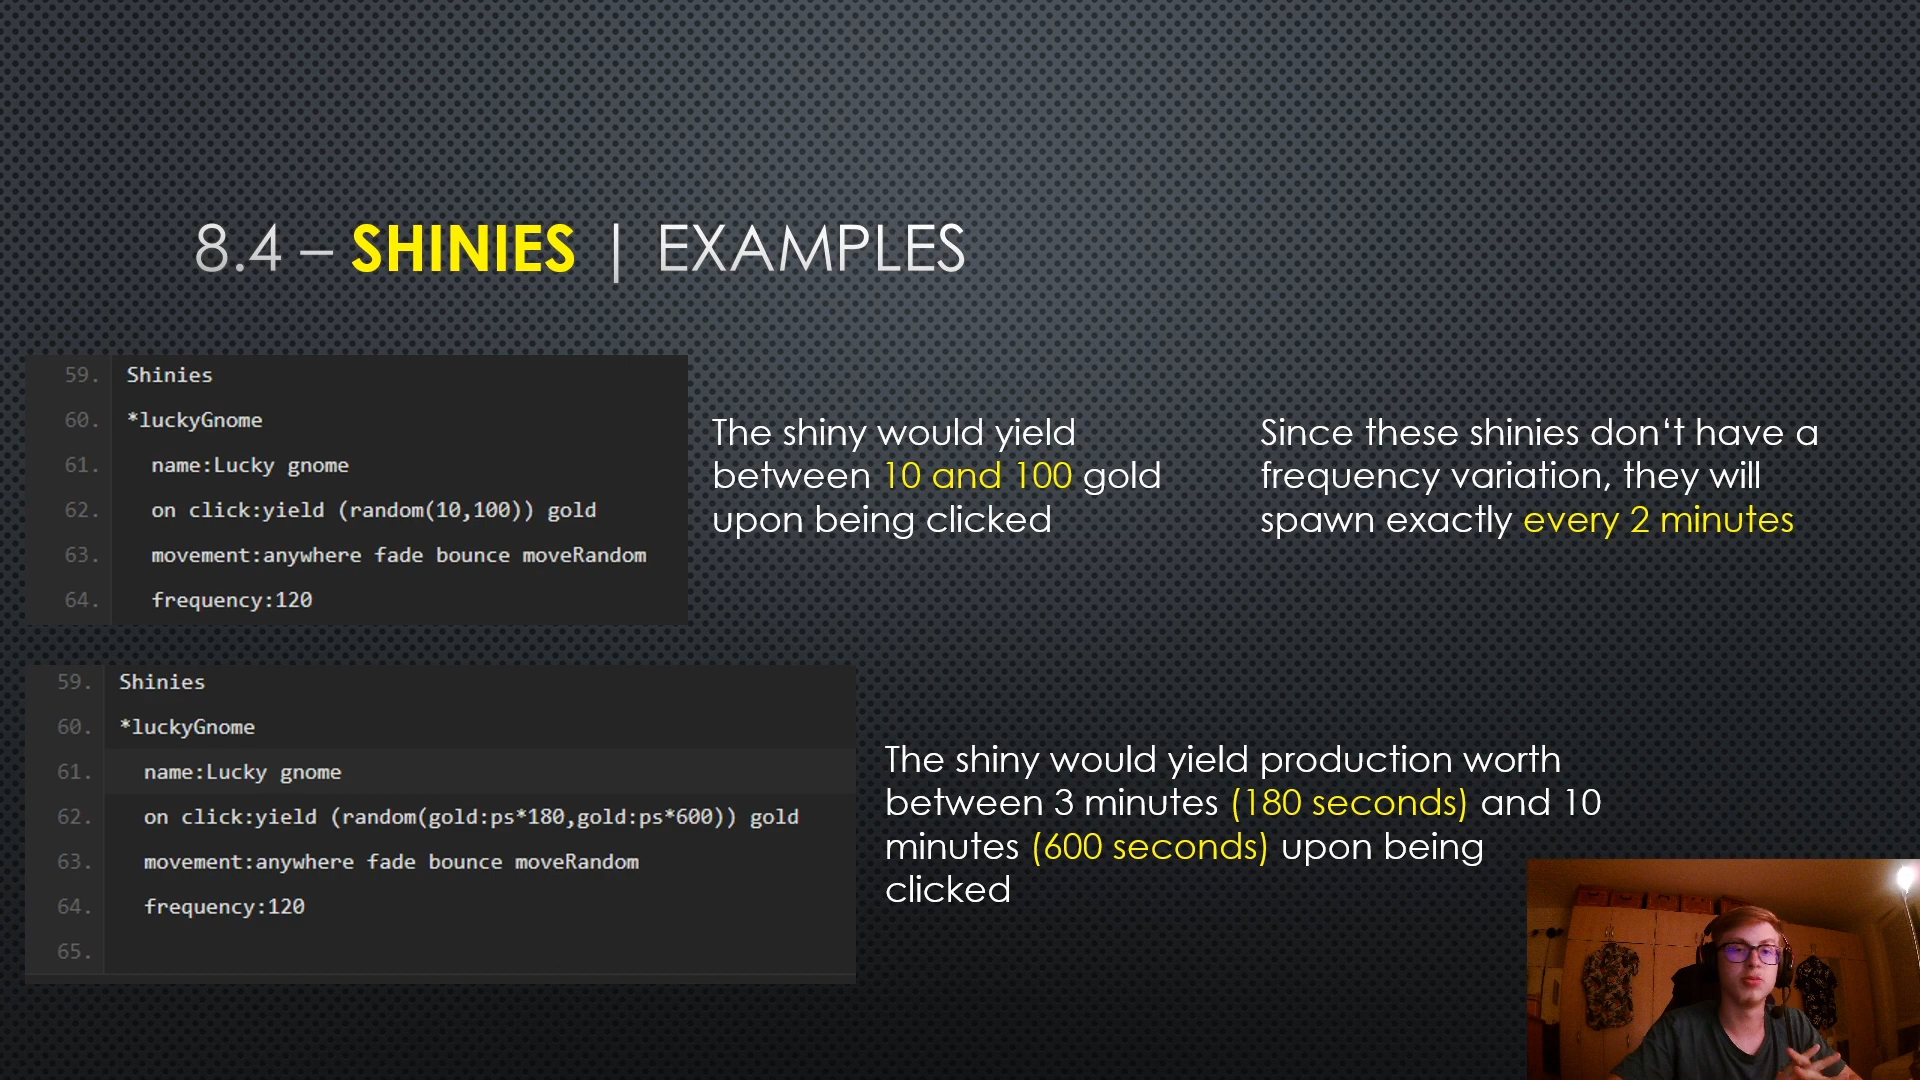 8.4 – SHINIES | EXAMPLES
59. Shinies
60. *luckyGnome
61. name:Lucky gnome
62. on click:yield (random(10,100)) gold
63. movement:anywhere fade bounce moveRandom
64. frequency:120
The shiny would yield
between 10 and 100 gold
upon being clicked
Since these shinies don‘t have a
frequency variation, they will
spawn exactly every 2 minutes
59. Shinies
60. *luckyGnome
61. name:Lucky gnome
62. on click:yield (random(gold:ps*180,gold:ps*600)) gold
63. movement:anywhere fade bounce moveRandom
64. frequency:120
65.
The shiny would yield production worth
between 3 minutes (180 seconds) and 10
minutes (600 seconds) upon being
clicked